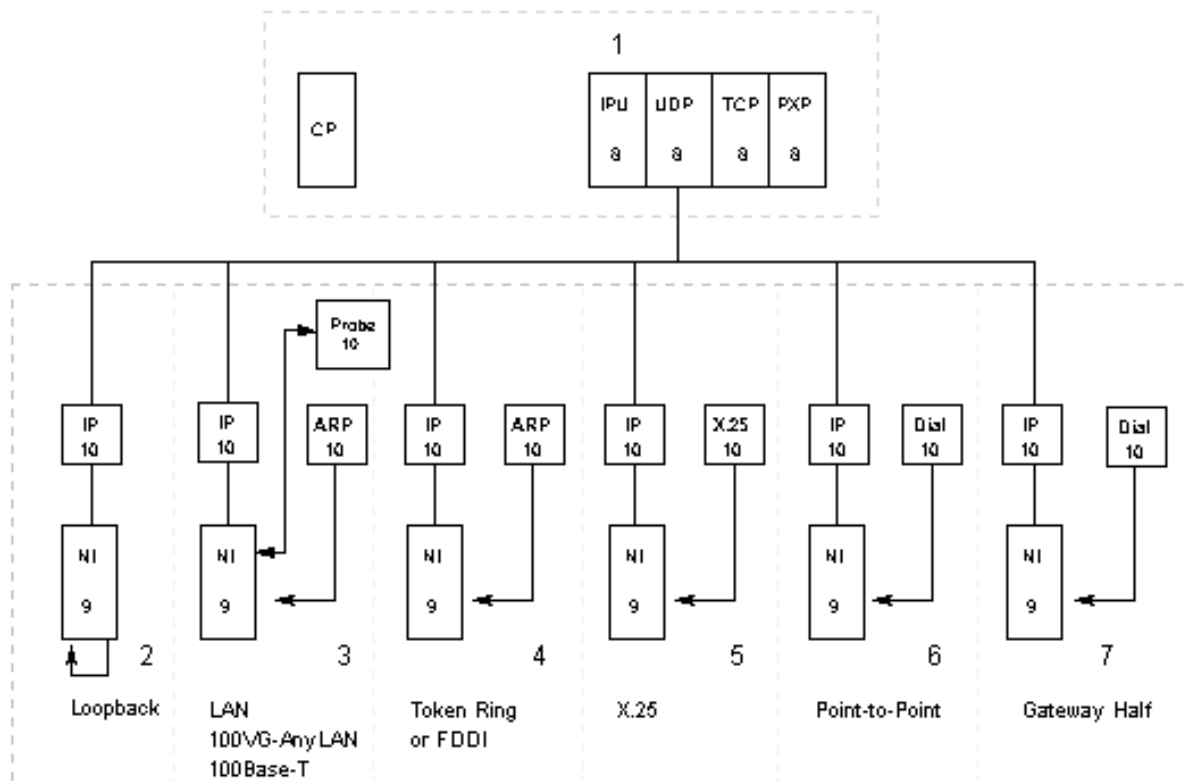 1
CP
IPU UDP TCP PXP
8 8 8 8
Probe
10
IP
10
IP
10
ARP
10
IP
10
ARP
10
IP
10
X.25
10
IP
10
Dial
10
IP
10
Dial
10
NI
9
NI
9
NI
9
NI
9
NI
9
NI
9
2 3 4 5 6 7
Loopback
LAN
100VG-AnyLAN
100Base-T
Token Ring
or FDDI
X.25
Point-to-Point
Gateway Half